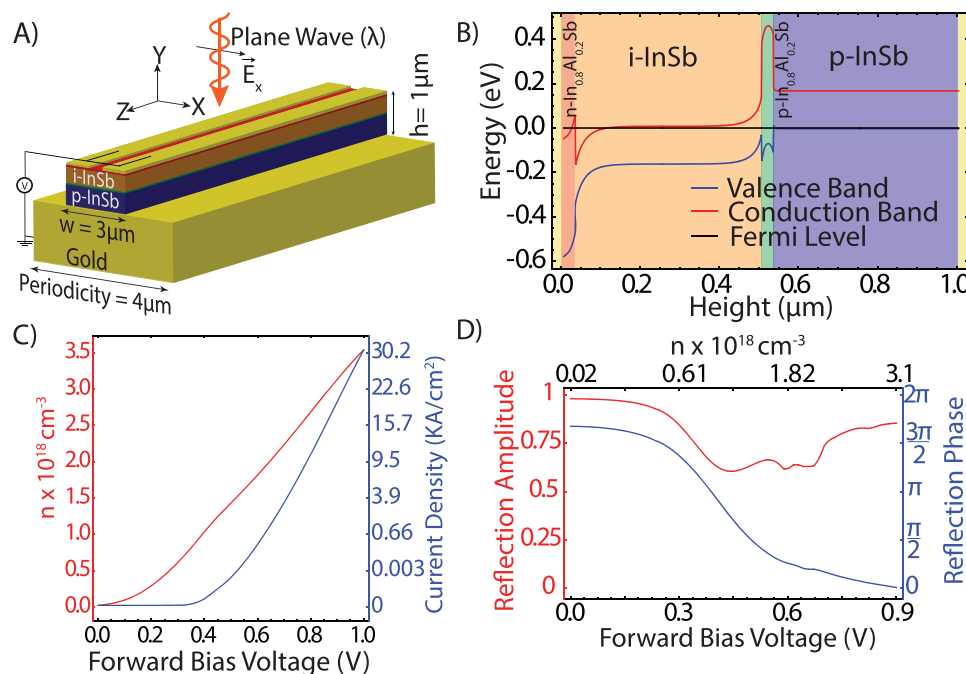 A)
Plane Wave (λ)
E⃗x
Y
Z
X
h= 1μm
V
i-InSb
p-InSb
w = 3μm
Gold
Periodicity = 4μm
B)
Energy (eV)
0.4
0.2
0.0
-0.2
-0.4
-0.6
n-In0.8Al0.2Sb
i-InSb
p-In0.8Al0.2Sb
p-InSb
Valence Band
Conduction Band
Fermi Level
0.0 0.2 0.4 0.6 0.8 1.0
Height (μm)
C)
n x 10^18 cm^-3
3.5
3.0
2.5
2.0
1.5
1.0
0.5
0.0
30.2
22.6
15.7
9.5
3.9
0.66
0.003
0
Current Density (KA/cm²)
0.0 0.2 0.4 0.6 0.8 1.0
Forward Bias Voltage (V)
D)
n x 10^18 cm^-3
0.02 0.61 1.82 3.1
Reflection Amplitude
1
0.75
0.5
0.25
0
2π
3π/2
π
π/2
0
Reflection Phase
0.0 0.3 0.6 0.9
Forward Bias Voltage (V)